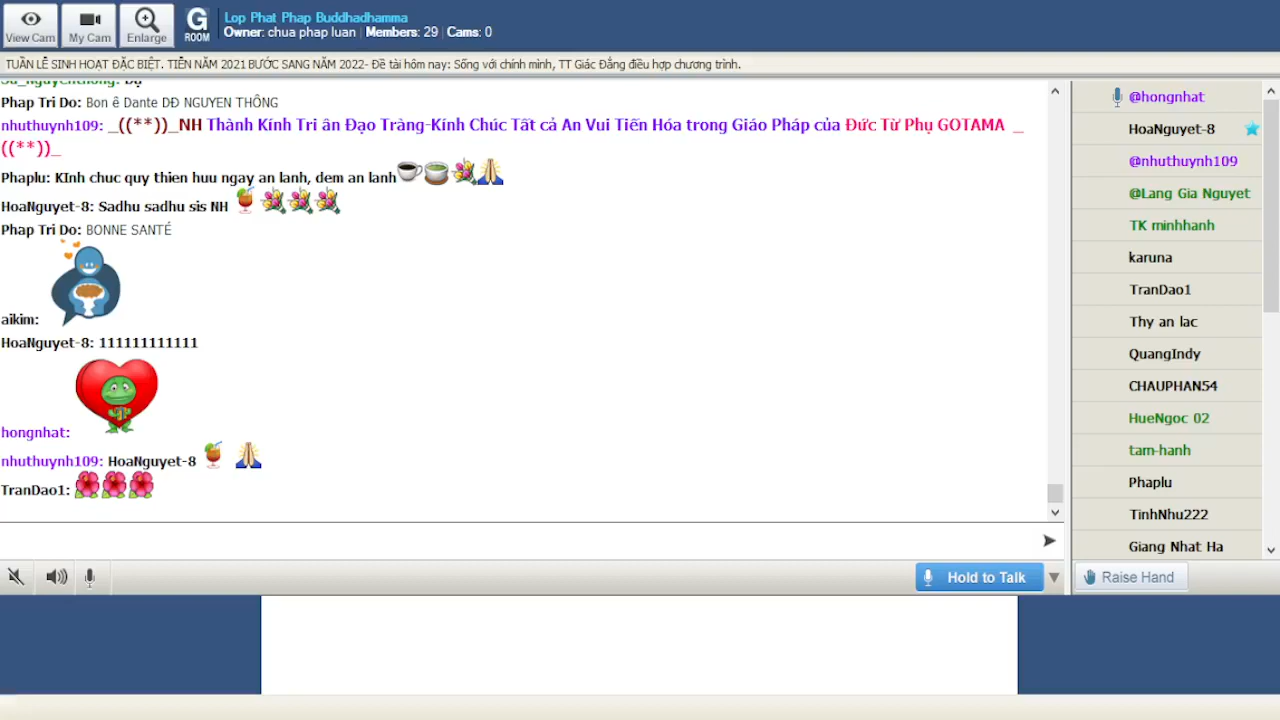 View Cam
My Cam
Enlarge
G
ROOM
Lop Phat Phap Buddhadhamma
Owner: chua phap luan | Members: 29 | Cams: 0
TUẦN LỄ SINH HOẠT ĐẶC BIỆT. TIỄN NĂM 2021 BƯỚC SANG NĂM 2022- Đề tài hôm nay: Sống với chính mình, TT Giác Đẳng điều hợp chương trình.
Phap Tri Do: Bon ê Dante DĐ NGUYEN THÔNG
nhuthuynh109: _((**))_NH Thành Kính Tri ân Đạo Tràng-Kính Chúc Tất cả An Vui Tiến Hóa trong Giáo Pháp của Đức Từ Phụ GOTAMA _
((**))_
Phaplu: KInh chuc quy thien huu ngay an lanh, dem an lanh
HoaNguyet-8: Sadhu sadhu sis NH
Phap Tri Do: BONNE SANTÉ
aikim:
HoaNguyet-8: 111111111111
hongnhat:
nhuthuynh109: HoaNguyet-8
TranDao1:
Hold to Talk
@hongnhat
HoaNguyet-8
@nhuthuynh109
@Lang Gia Nguyet
TK minhhanh
karuna
TranDao1
Thy an lac
QuangIndy
CHAUPHAN54
HueNgoc 02
tam-hanh
Phaplu
TinhNhu222
Giang Nhat Ha
Raise Hand